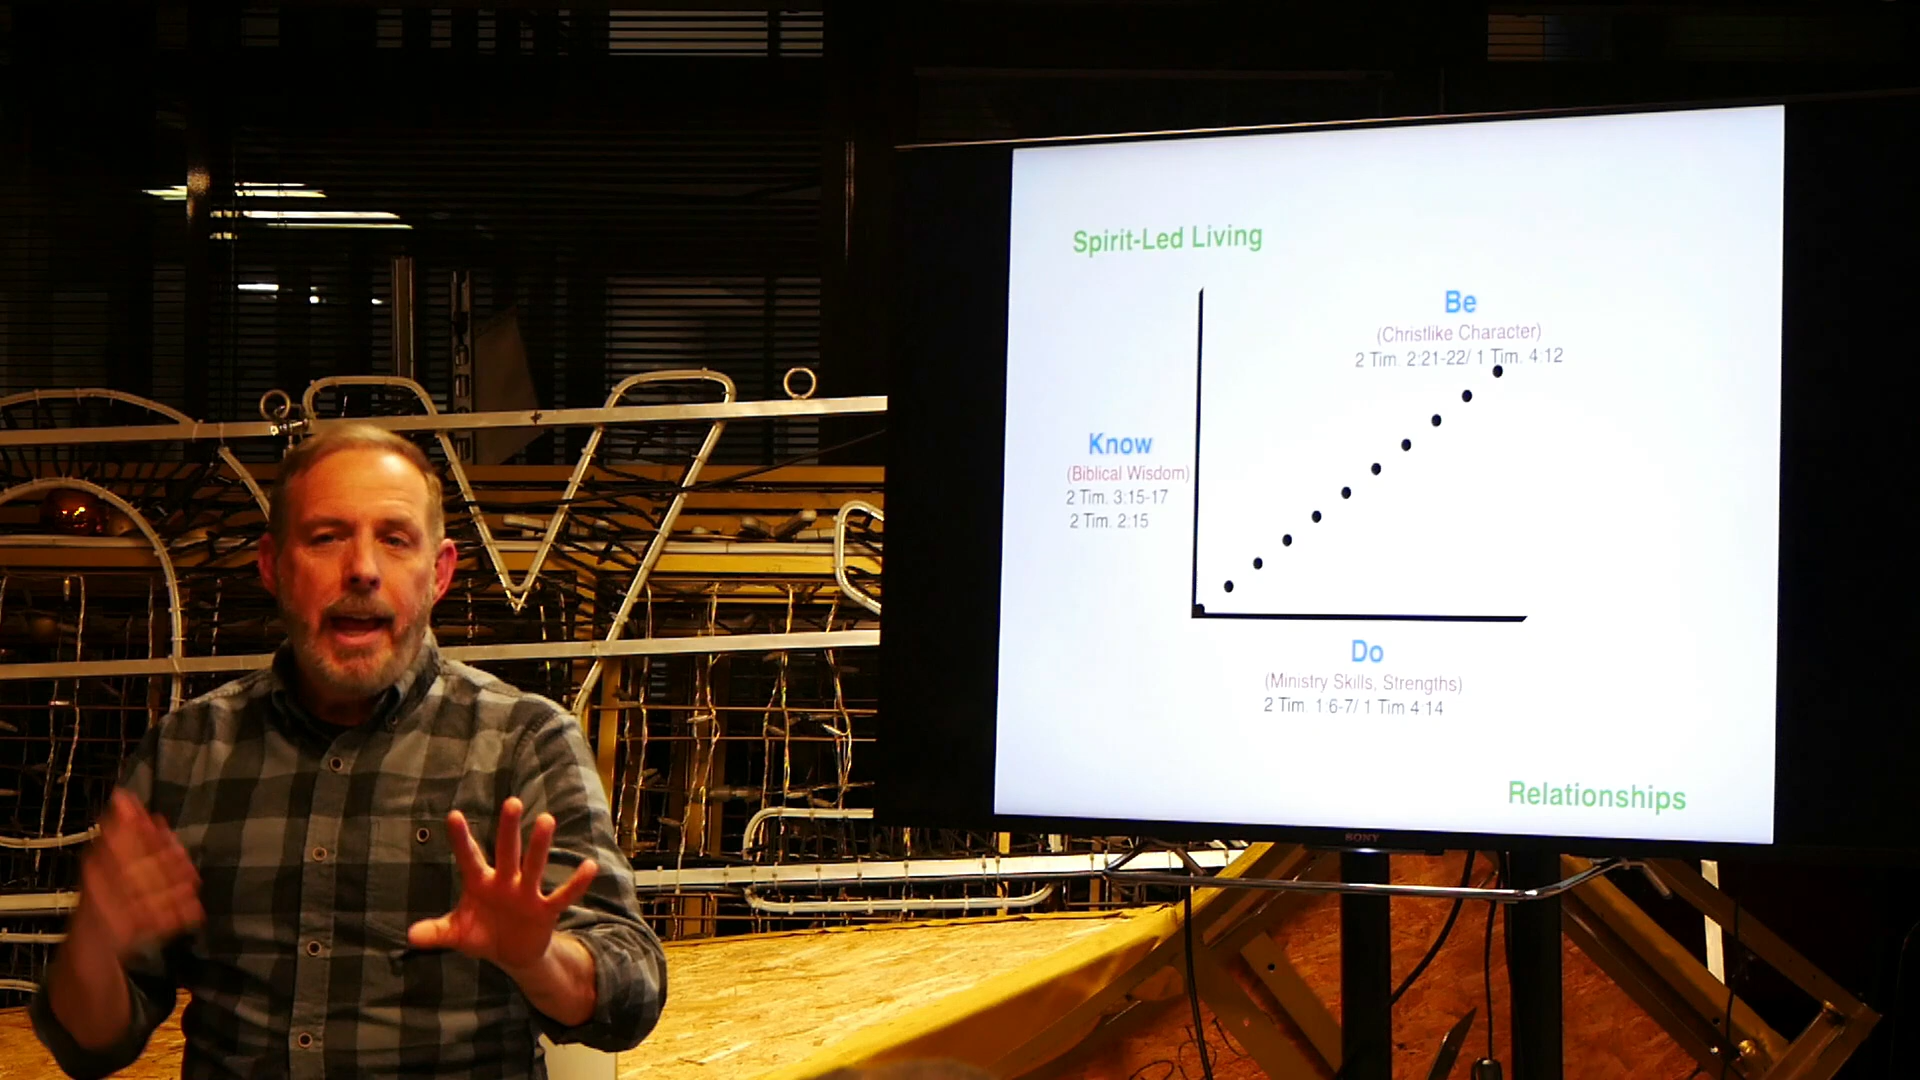 Spirit-Led Living
Be
(Christlike Character)
2 Tim. 2:21-22/ 1 Tim. 4:12
Know
(Biblical Wisdom)
2 Tim. 3:15-17
2 Tim. 2:15
Do
(Ministry Skills, Strengths)
2 Tim. 1:6-7/ 1 Tim 4:14
Relationships
SONY